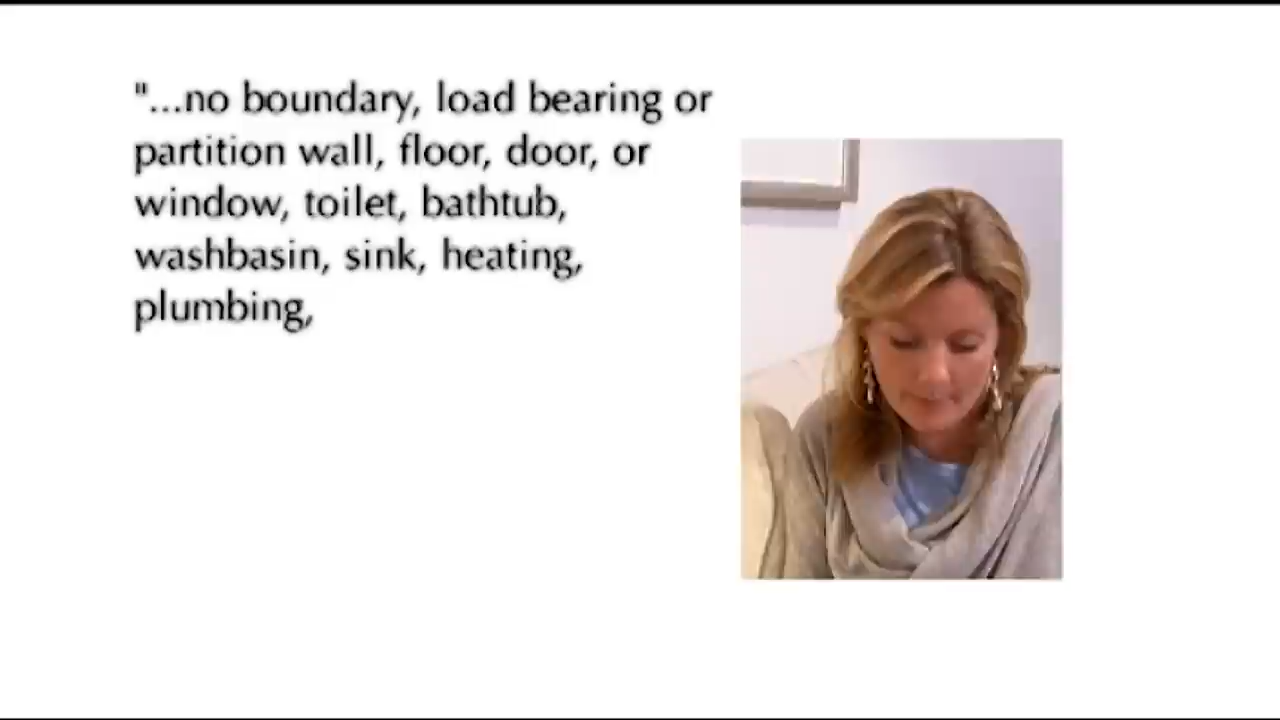 "...no boundary, load bearing or
partition wall, floor, door, or
window, toilet, bathtub,
washbasin, sink, heating,
plumbing,